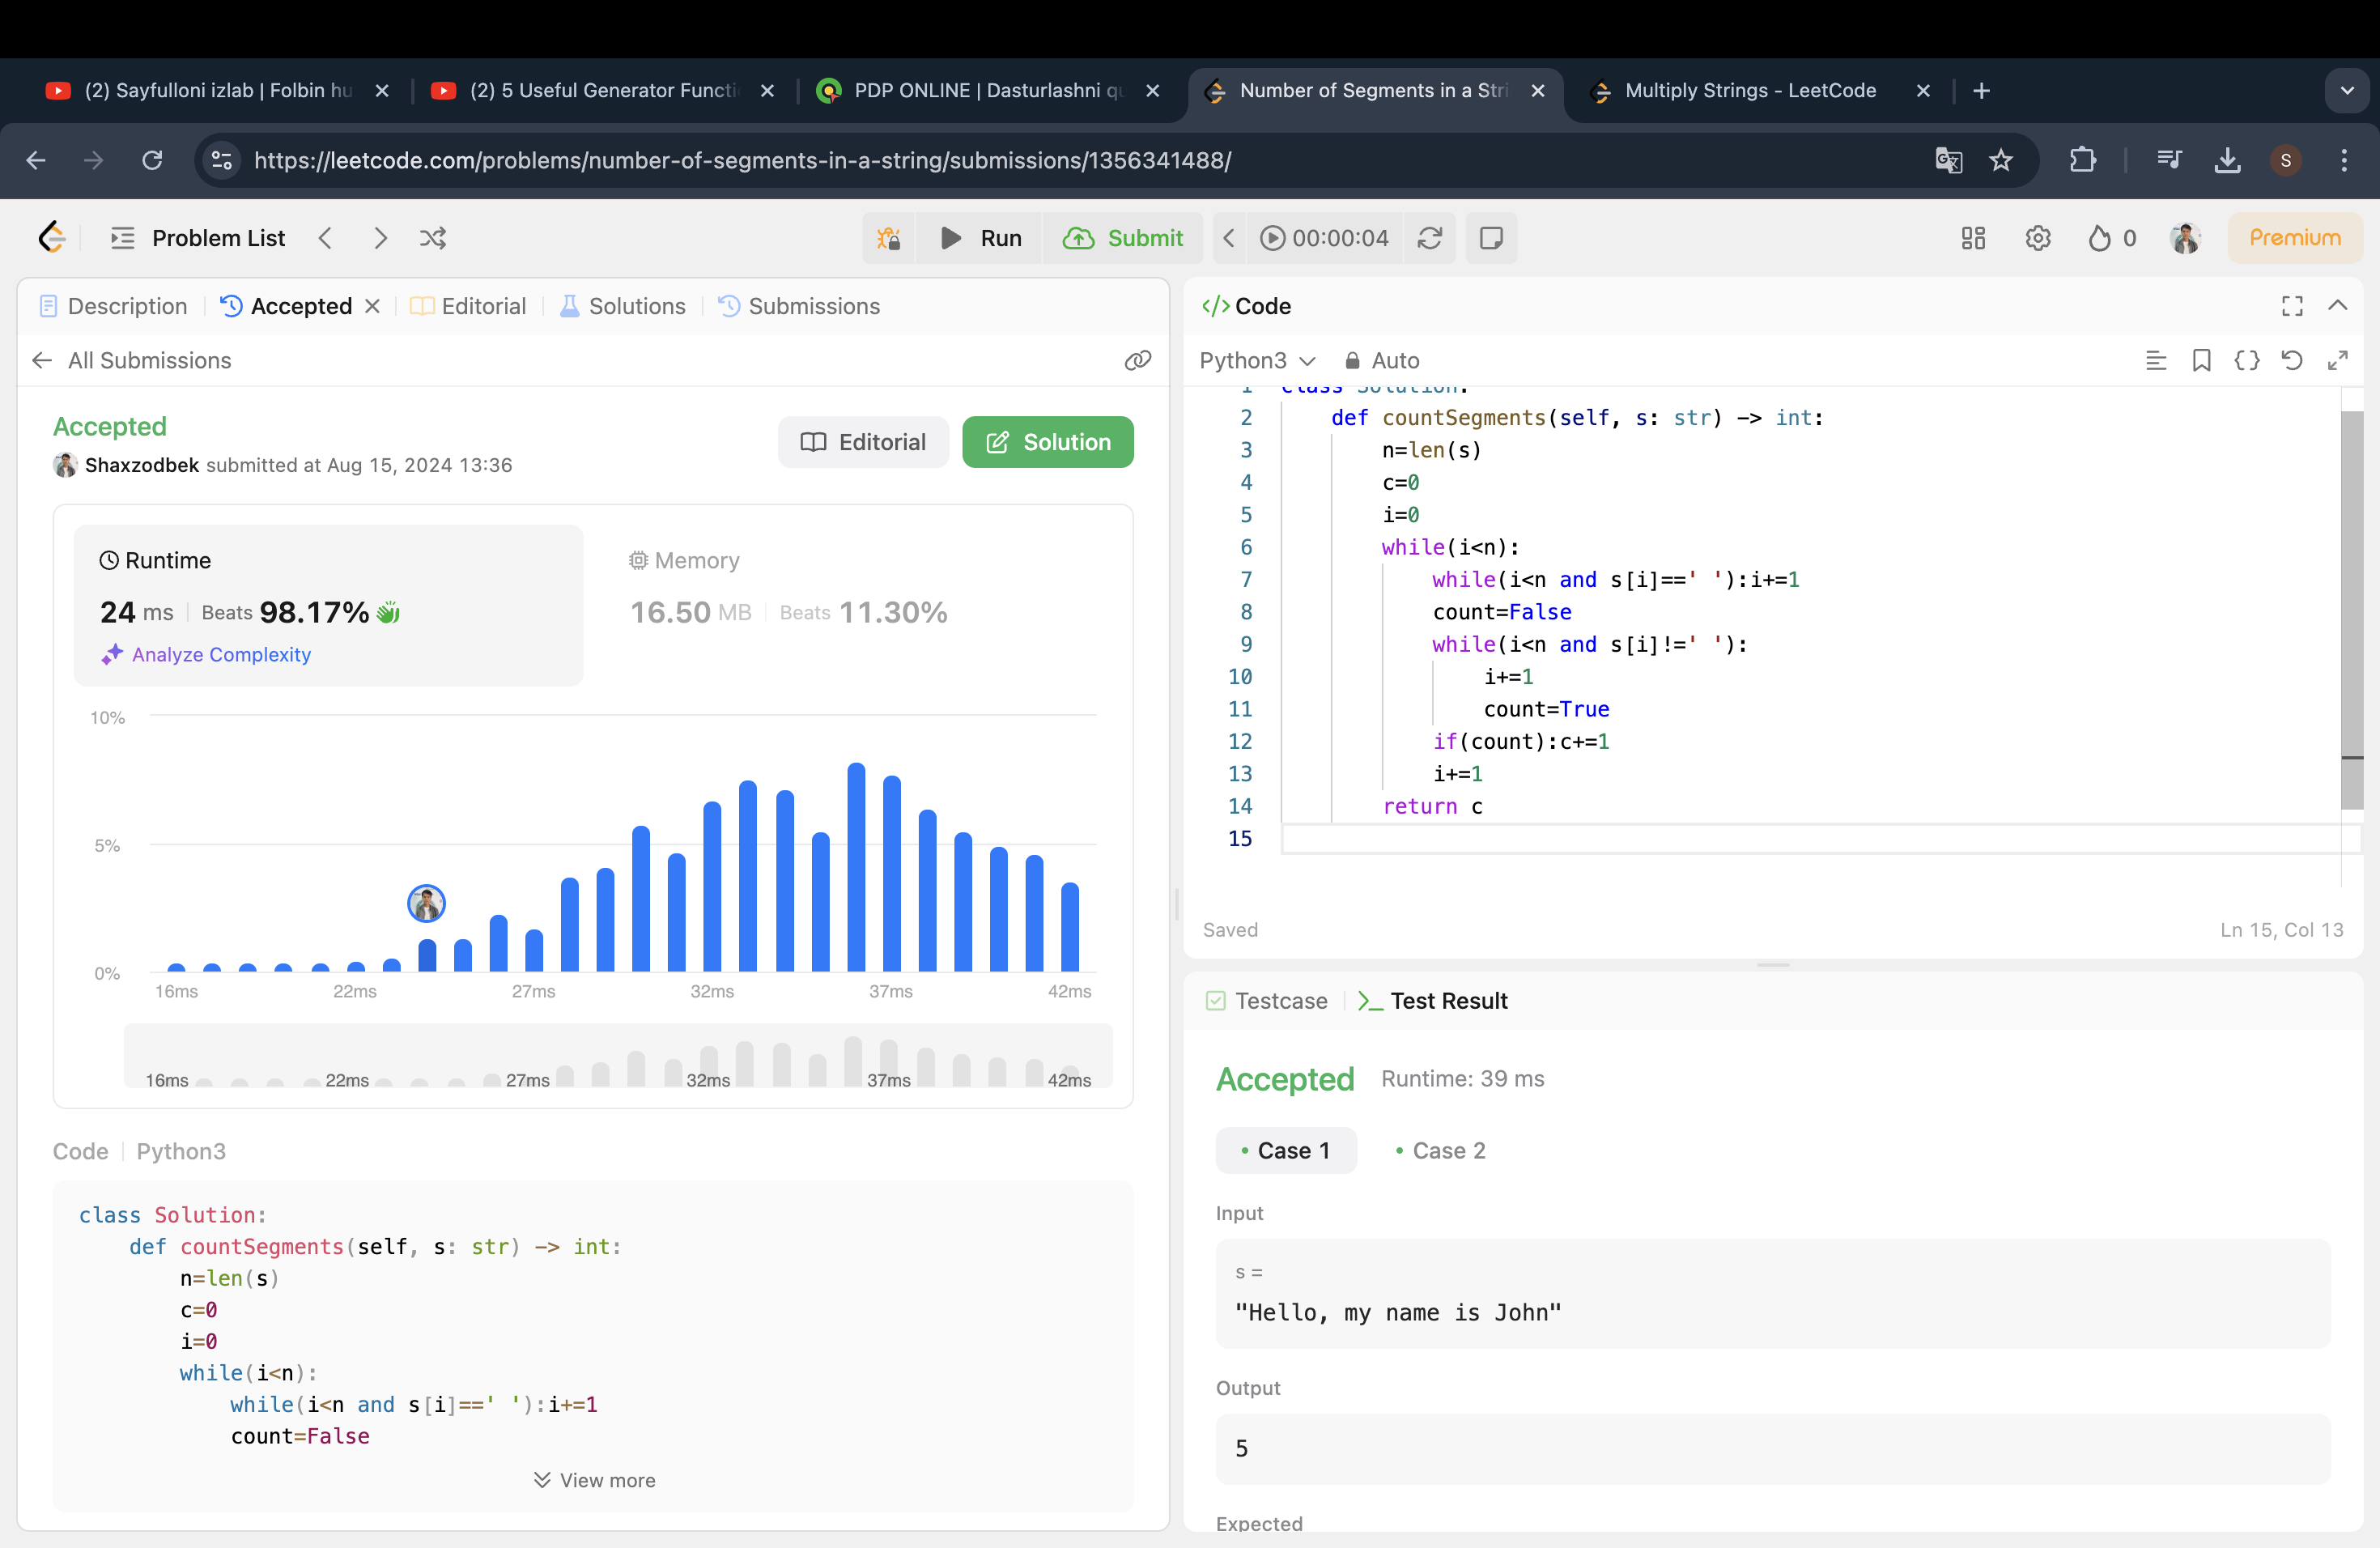 (2) Sayfulloni izlab | Folbin hu
(2) 5 Useful Generator Functi
PDP ONLINE | Dasturlashni qu
Number of Segments in a Stri
Multiply Strings - LeetCode
https://leetcode.com/problems/number-of-segments-in-a-string/submissions/1356341488/
S
Problem List
Run
Submit
00:00:04
0
Premium
Description
Accepted
Editorial
Solutions
Submissions
All Submissions
Accepted
Shaxzodbek submitted at Aug 15, 2024 13:36
Editorial
Solution
Runtime
24 ms | Beats 98.17%
Analyze Complexity
Memory
16.50 MB | Beats 11.30%
10%
5%
0%
16ms 22ms 27ms 32ms 37ms 42ms
16ms 22ms 27ms 32ms 37ms 42ms
Code | Python3
class Solution:
    def countSegments(self, s: str) -> int:
        n=len(s)
        c=0
        i=0
        while(i<n):
            while(i<n and s[i]==' '):i+=1
            count=False
View more
Code
Python3
Auto
1 class Solution:
2     def countSegments(self, s: str) -> int:
3         n=len(s)
4         c=0
5         i=0
6         while(i<n):
7             while(i<n and s[i]==' '):i+=1
8             count=False
9             while(i<n and s[i]!=' '):
10                 i+=1
11                 count=True
12             if(count):c+=1
13             i+=1
14         return c
15
Saved
Ln 15, Col 13
Testcase
Test Result
Accepted
Runtime: 39 ms
Case 1
Case 2
Input
s =
"Hello, my name is John"
Output
5
Expected